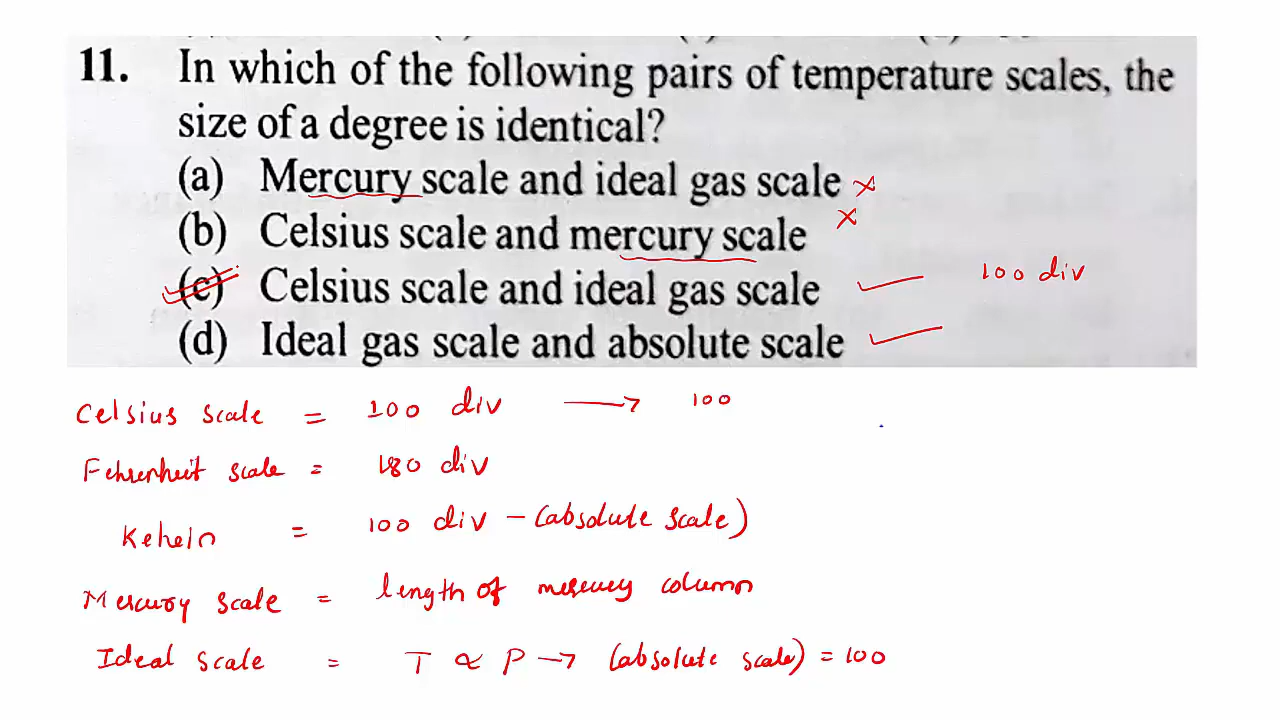 11. In which of the following pairs of temperature scales, the
size of a degree is identical?
(a) Mercury scale and ideal gas scale ×
(b) Celsius scale and mercury scale ×
(c) Celsius scale and ideal gas scale 100 div
(d) Ideal gas scale and absolute scale
Celsius scale = 100 div → 100
Fehrenheit scale = 180 div
Kehein = 100 div - (absolute scale)
Mercury scale = length of mercury column
Ideal scale = T ∝ P → (absolute scale) = 100